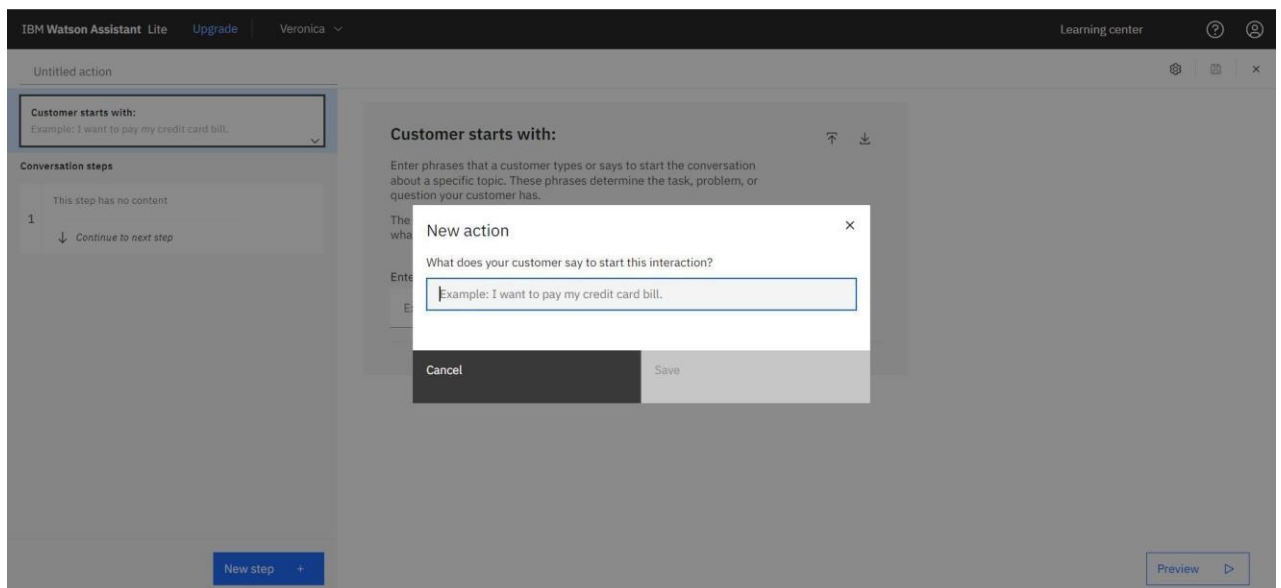 IBM Watson Assistant Lite Upgrade Veronica Learning center
Untitled action
Customer starts with:
Example: I want to pay my credit card bill.
Conversation steps
1
This step has no content
Continue to next step
New step +
Customer starts with:
Enter phrases that a customer types or says to start the conversation
about a specific topic. These phrases determine the task, problem, or
question your customer has.
The
wha
Ente
New action
What does your customer say to start this interaction?
Example: I want to pay my credit card bill.
Cancel
Save
Preview